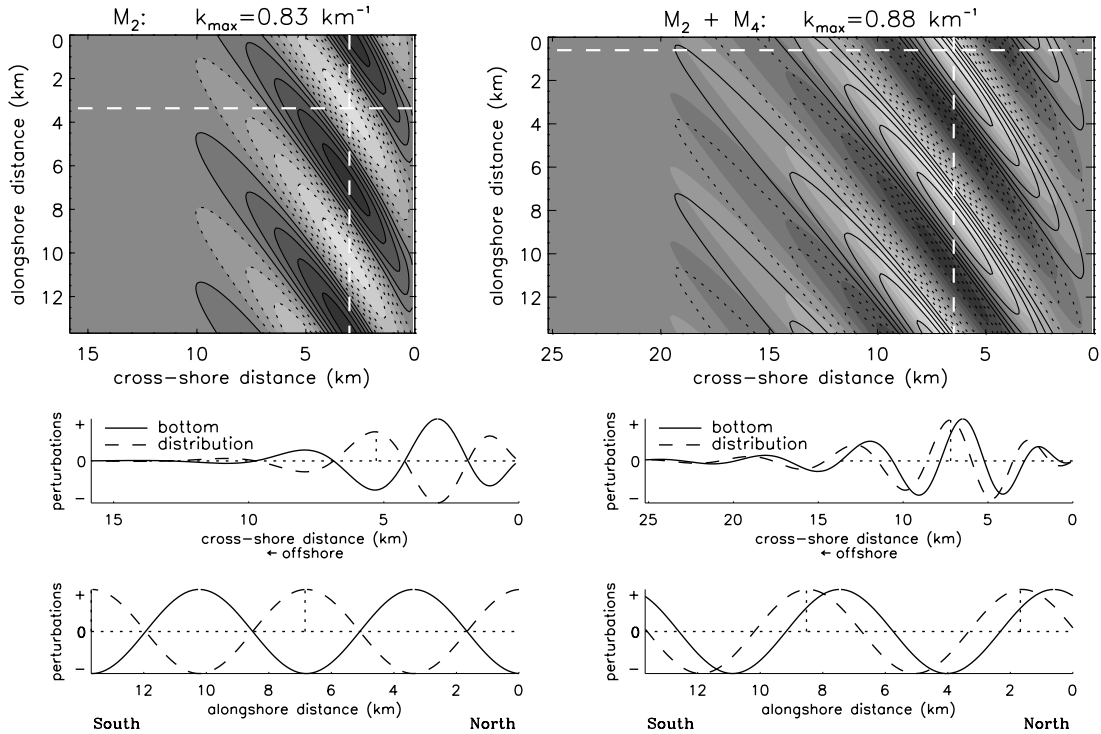 M₂: kmax=0.83 km⁻¹
0
2
4
6
8
10
12
alongshore distance (km)
15
10
5
0
cross-shore distance (km)
M₂ + M₄: kmax=0.88 km⁻¹
0
2
4
6
8
10
12
alongshore distance (km)
25
20
15
10
5
0
cross-shore distance (km)
perturbations
+
0
−
bottom
distribution
15
10
5
0
cross-shore distance (km)
← offshore
perturbations
+
0
−
bottom
distribution
25
20
15
10
5
0
cross-shore distance (km)
← offshore
perturbations
+
0
−
12
10
8
6
4
2
0
alongshore distance (km)
South
North
perturbations
+
0
−
12
10
8
6
4
2
0
alongshore distance (km)
South
North